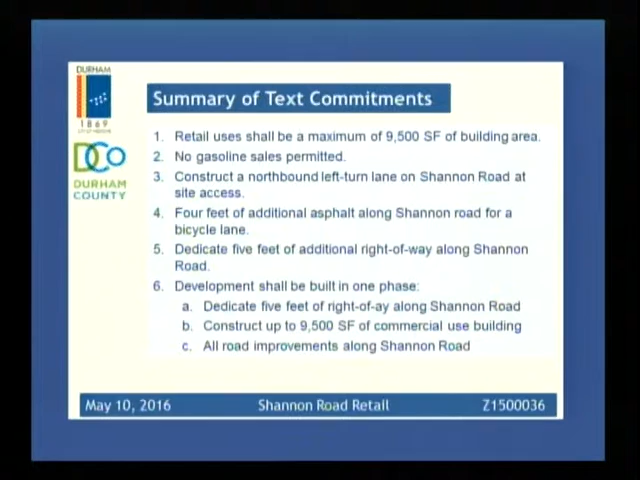 DURHAM
1869
DURHAM
COUNTY
Summary of Text Commitments
1. Retail uses shall be a maximum of 9,500 SF of building area.
2. No gasoline sales permitted.
3. Construct a northbound left-turn lane on Shannon Road at
site access.
4. Four feet of additional asphalt along Shannon road for a
bicycle lane.
5. Dedicate five feet of additional right-of-way along Shannon
Road.
6. Development shall be built in one phase:
a. Dedicate five feet of right-of-ay along Shannon Road
b. Construct up to 9,500 SF of commercial use building
c. All road improvements along Shannon Road
May 10, 2016 Shannon Road Retail Z1500036